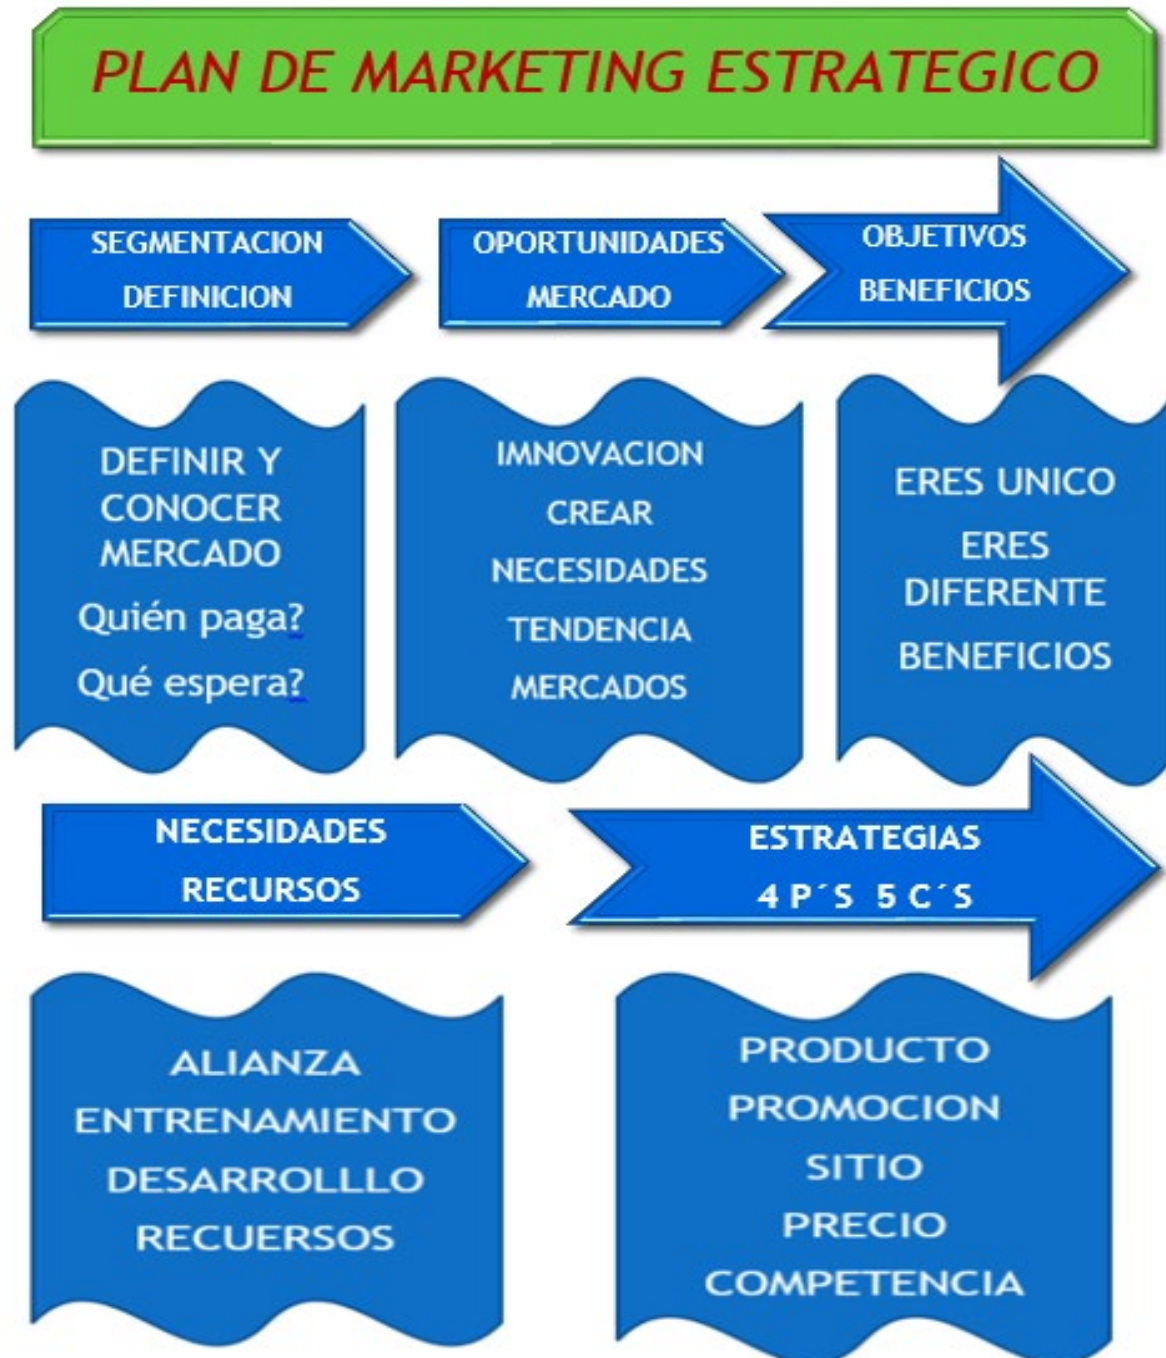 PLAN DE MARKETING ESTRATEGICO
SEGMENTACION
DEFINICION
OPORTUNIDADES
MERCADO
OBJETIVOS
BENEFICIOS
DEFINIR Y
CONOCER
MERCADO
Quién paga?
Qué espera?
IMNOVACION
CREAR
NECESIDADES
TENDENCIA
MERCADOS
ERES UNICO
ERES
DIFERENTE
BENEFICIOS
NECESIDADES
RECURSOS
ESTRATEGIAS
4 P´S 5 C´S
ALIANZA
ENTRENAMIENTO
DESARROLLLO
RECUERSOS
PRODUCTO
PROMOCION
SITIO
PRECIO
COMPETENCIA